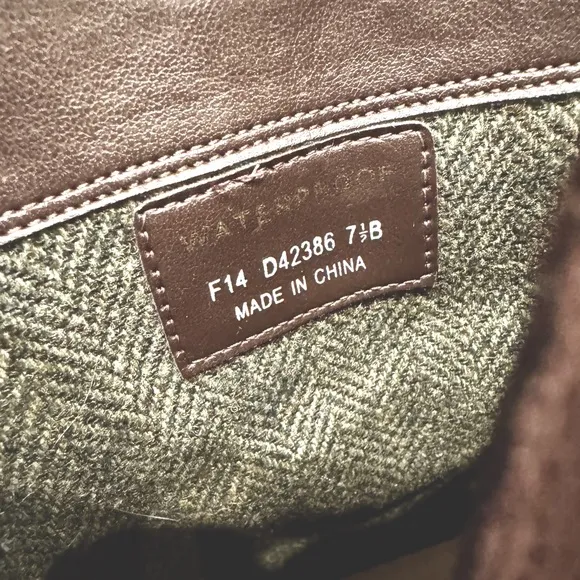 WATERPROOF
F14 D42386 7½B
MADE IN CHINA